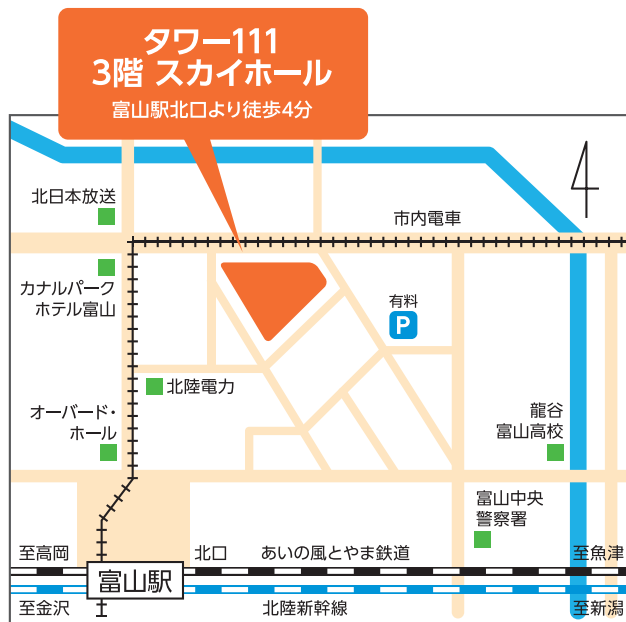 タワー111
3階 スカイホール
富山駅北口より徒歩4分
北日本放送
市内電車
カナルパーク
ホテル富山
有料
P
北陸電力
オーバード・
ホール
龍谷
富山高校
富山中央
警察署
至高岡
北口
あいの風とやま鉄道
至魚津
富山駅
至金沢
北陸新幹線
至新潟